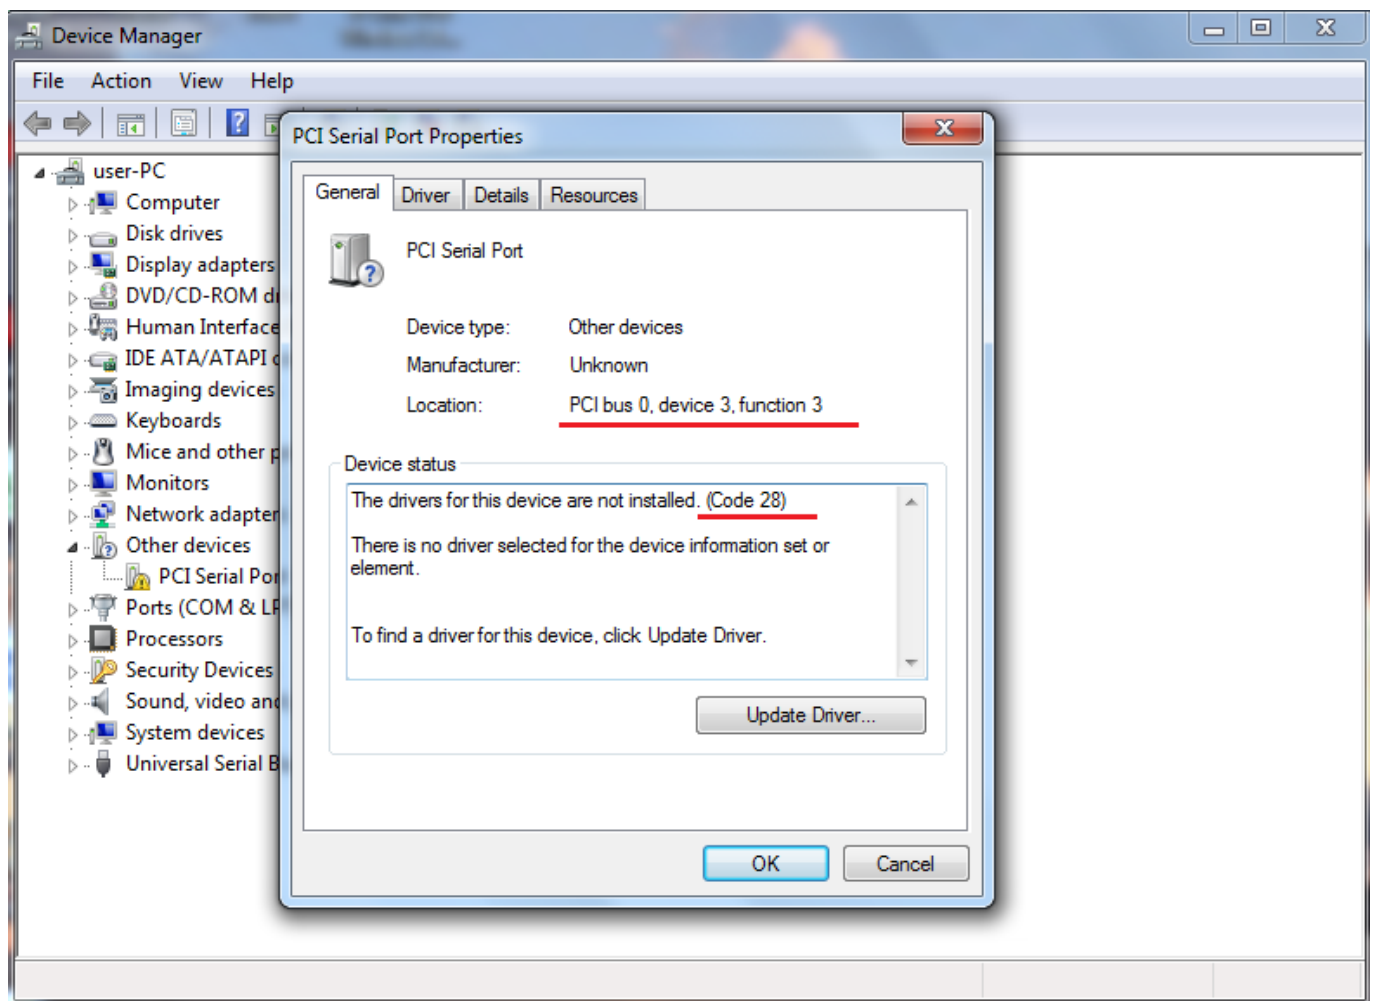 Device Manager
File Action View Help
PCI Serial Port Properties
user-PC
Computer
Disk drives
Display adapters
DVD/CD-ROM
Human Interface
IDE ATA/ATAPI
Imaging devices
Keyboards
Mice and other
Monitors
Network adapter
Other devices
PCI Serial Por
Ports (COM & L
Processors
Security Devices
Sound, video and
System devices
Universal Serial B
General Driver Details Resources
PCI Serial Port
Device type: Other devices
Manufacturer: Unknown
Location: PCI bus 0, device 3, function 3
Device status
The drivers for this device are not installed. (Code 28)
There is no driver selected for the device information set or
element.
To find a driver for this device, click Update Driver.
Update Driver...
OK Cancel